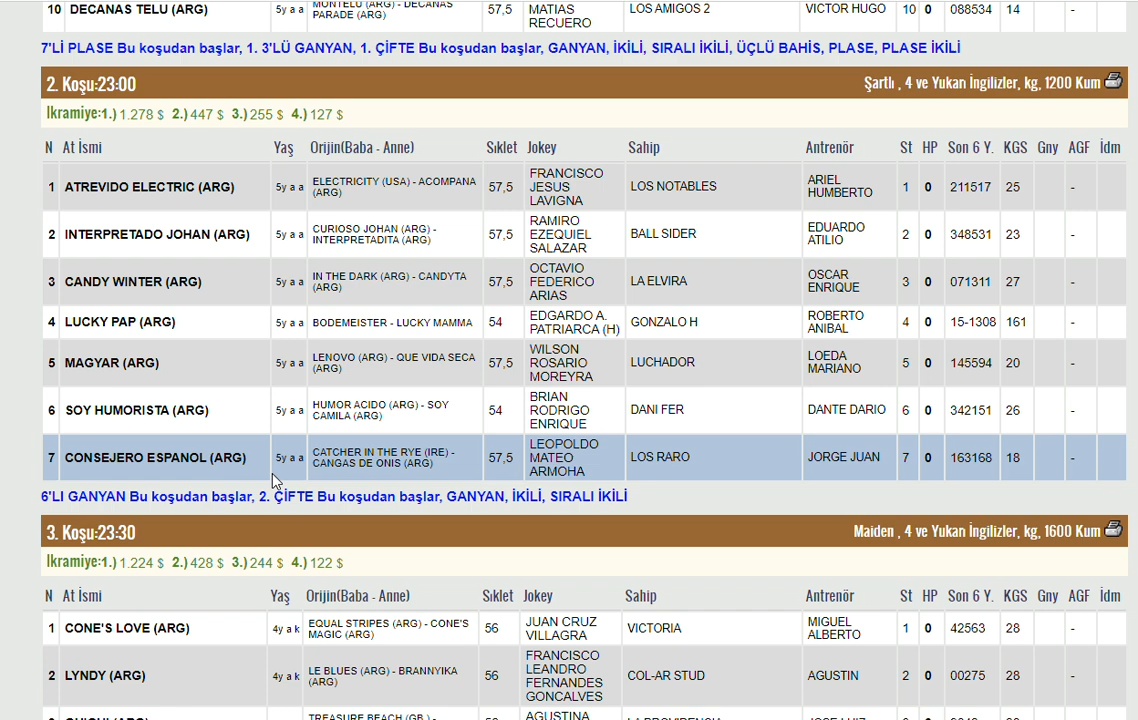 10 DECANAS TELU (ARG) 5y a a MONTELU (ARG) - DECANAS PARADE (ARG) 57,5 MATIAS RECUERO LOS AMIGOS 2 VICTOR HUGO 10 0 088534 14 -
7'Lİ PLASE Bu koşudan başlar, 1. 3'LÜ GANYAN, 1. ÇİFTE Bu koşudan başlar, GANYAN, İKİLİ, SIRALI İKİLİ, ÜÇLÜ BAHİS, PLASE, PLASE İKİLİ
2. Koşu:23:00 Şartlı , 4 ve Yukarı İngilizler, kg, 1200 Kum
İkramiye:1.) 1.278 $ 2.) 447 $ 3.) 255 $ 4.) 127 $
N At İsmi Yaş Orijin(Baba - Anne) Sıklet Jokey Sahip Antrenör St HP Son 6 Y. KGS Gny AGF İdm
1 ATREVIDO ELECTRIC (ARG) 5y a a ELECTRICITY (USA) - ACOMPANA (ARG) 57,5 FRANCISCO JESUS LAVIGNA LOS NOTABLES ARIEL HUMBERTO 1 0 211517 25 -
2 INTERPRETADO JOHAN (ARG) 5y a a CURIOSO JOHAN (ARG) - INTERPRETADITA (ARG) 57,5 RAMIRO EZEQUIEL SALAZAR BALL SIDER EDUARDO ATILIO 2 0 348531 23 -
3 CANDY WINTER (ARG) 5y a a IN THE DARK (ARG) - CANDYTA (ARG) 57,5 OCTAVIO FEDERICO ARIAS LA ELVIRA OSCAR ENRIQUE 3 0 071311 27 -
4 LUCKY PAP (ARG) 5y a a BODEMEISTER - LUCKY MAMMA 54 EDGARDO A. PATRIARCA (H) GONZALO H ROBERTO ANIBAL 4 0 15-1308 161 -
5 MAGYAR (ARG) 5y a a LENOVO (ARG) - QUE VIDA SECA (ARG) 57,5 WILSON ROSARIO MOREYRA LUCHADOR LOEDA MARIANO 5 0 145594 20 -
6 SOY HUMORISTA (ARG) 5y a a HUMOR ACIDO (ARG) - SOY CAMILA (ARG) 54 BRIAN RODRIGO ENRIQUE DANI FER DANTE DARIO 6 0 342151 26 -
7 CONSEJERO ESPANOL (ARG) 5y a a CATCHER IN THE RYE (IRE) - CANGAS DE ONIS (ARG) 57,5 LEOPOLDO MATEO ARMOHA LOS RARO JORGE JUAN 7 0 163168 18 -
6'LI GANYAN Bu koşudan başlar, 2. ÇİFTE Bu koşudan başlar, GANYAN, İKİLİ, SIRALI İKİLİ
3. Koşu:23:30 Maiden , 4 ve Yukarı İngilizler, kg, 1600 Kum
İkramiye:1.) 1.224 $ 2.) 428 $ 3.) 244 $ 4.) 122 $
N At İsmi Yaş Orijin(Baba - Anne) Sıklet Jokey Sahip Antrenör St HP Son 6 Y. KGS Gny AGF İdm
1 CONE'S LOVE (ARG) 4y a k EQUAL STRIPES (ARG) - CONE'S MAGIC (ARG) 56 JUAN CRUZ VILLAGRA VICTORIA MIGUEL ALBERTO 1 0 42563 28 -
2 LYNDY (ARG) 4y a k LE BLUES (ARG) - BRANNYIKA (ARG) 56 FRANCISCO LEANDRO FERNANDES GONCALVES COL-AR STUD AGUSTIN 2 0 00275 28 -
TREASURE BEACH (GB ) - AGUSTINA